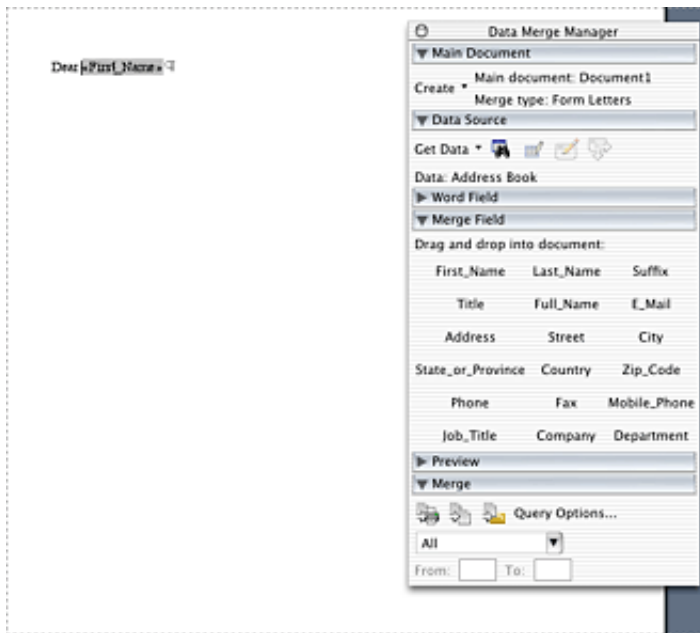 Dear «First_Name»
Data Merge Manager
Main Document
Create
Main document: Document1
Merge type: Form Letters
Data Source
Get Data
Data: Address Book
Word Field
Merge Field
Drag and drop into document:
First_Name Last_Name Suffix
Title Full_Name E_Mail
Address Street City
State_or_Province Country Zip_Code
Phone Fax Mobile_Phone
Job_Title Company Department
Preview
Merge
Query Options...
All
From: To: